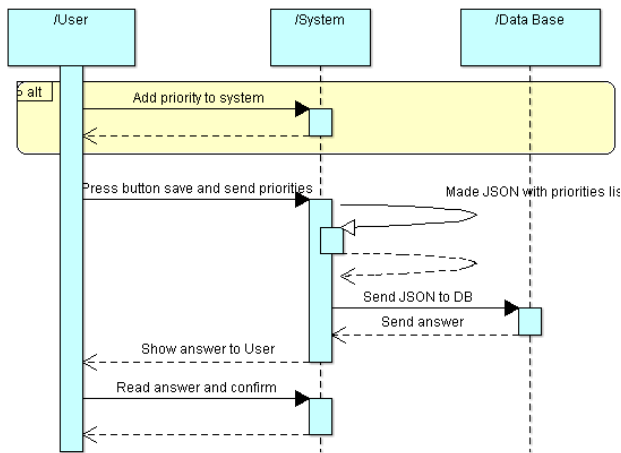 /User
/System
/Data Base
alt
Add priority to system
Press button save and send priorities
Made JSON with priorities lis
Send JSON to DB
Send answer
Show answer to User
Read answer and confirm